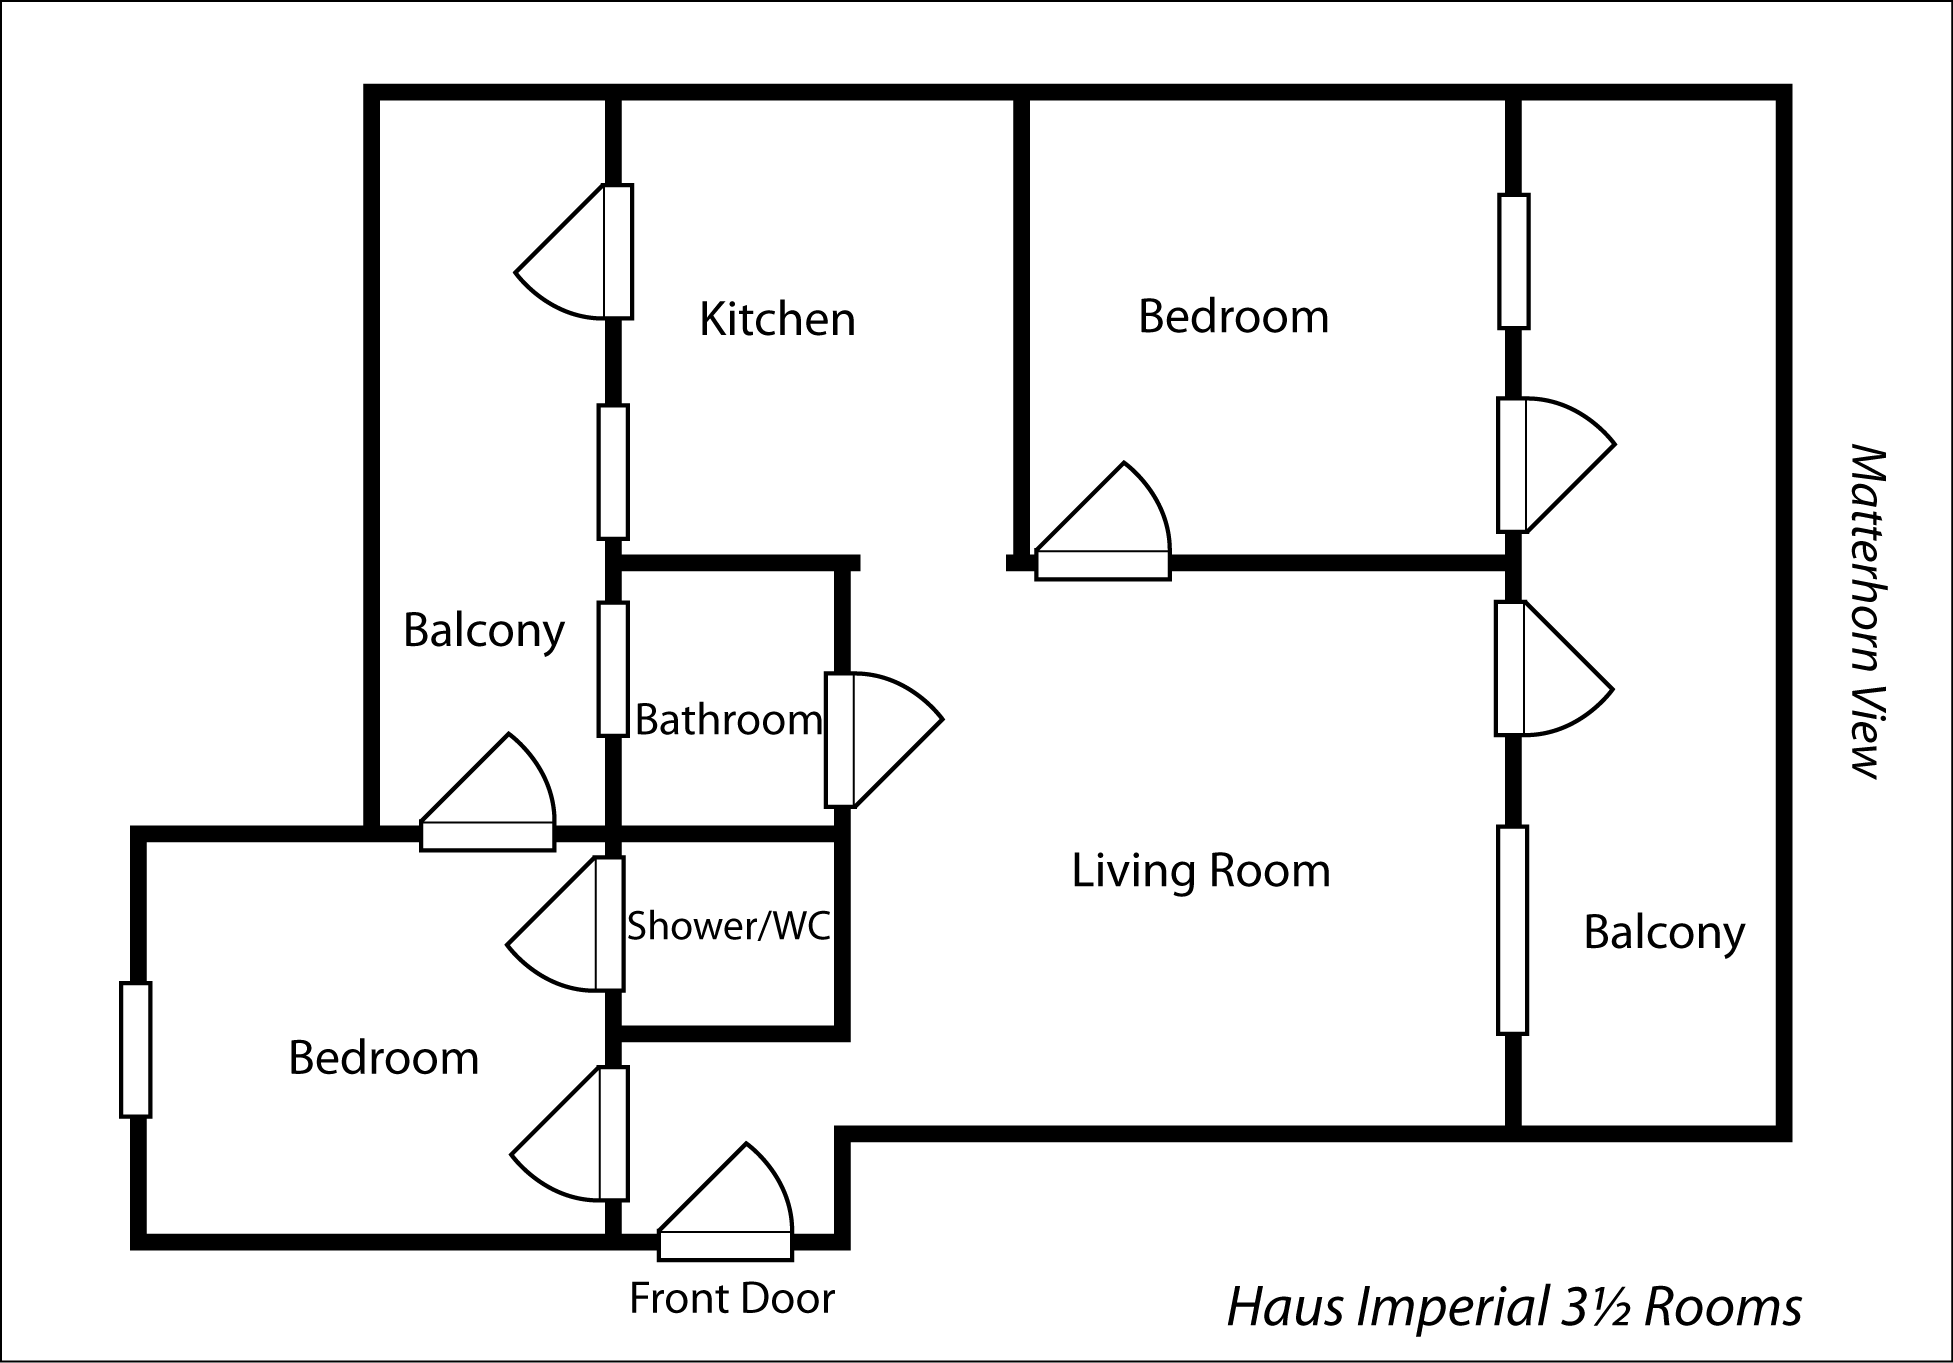 Kitchen
Bedroom
Balcony
Bathroom
Matterhorn View
Living Room
Shower/WC
Balcony
Bedroom
Front Door
Haus Imperial 3½ Rooms